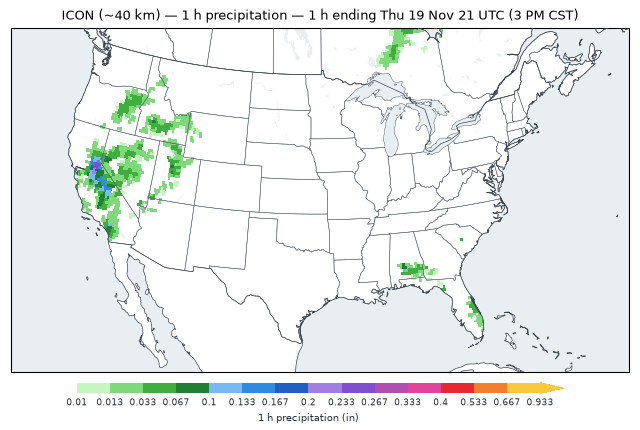 ICON (~40 km) — 1 h precipitation — 1 h ending Thu 19 Nov 21 UTC (3 PM CST)
0.01 0.013 0.033 0.067 0.1 0.133 0.167 0.2 0.233 0.267 0.333 0.4 0.533 0.667 0.933
1 h precipitation (in)